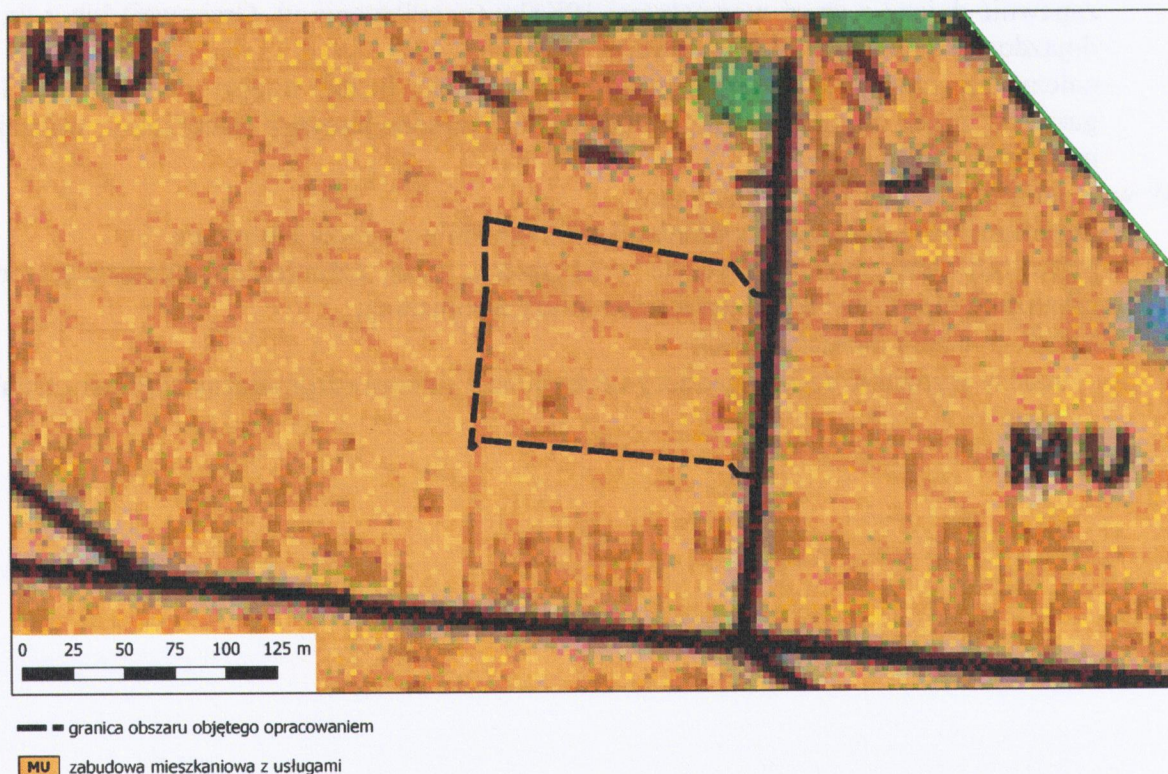 MU
MU
0 25 50 75 100 125 m
granica obszaru objętego opracowaniem
MU zabudowa mieszkaniowa z usługami